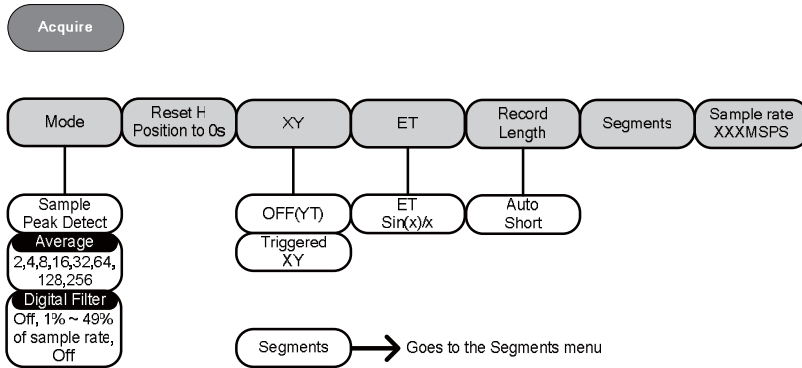 Acquire
Mode
Reset H
Position to 0s
XY
ET
Record
Length
Segments
Sample rate
XXXMSPS
Sample
Peak Detect
Average
2,4,8,16,32,64,
128,256
Digital Filter
Off, 1% ~ 49%
of sample rate,
Off
OFF(YT)
Triggered
XY
ET
Sin(x)/x
Auto
Short
Segments
Goes to the Segments menu